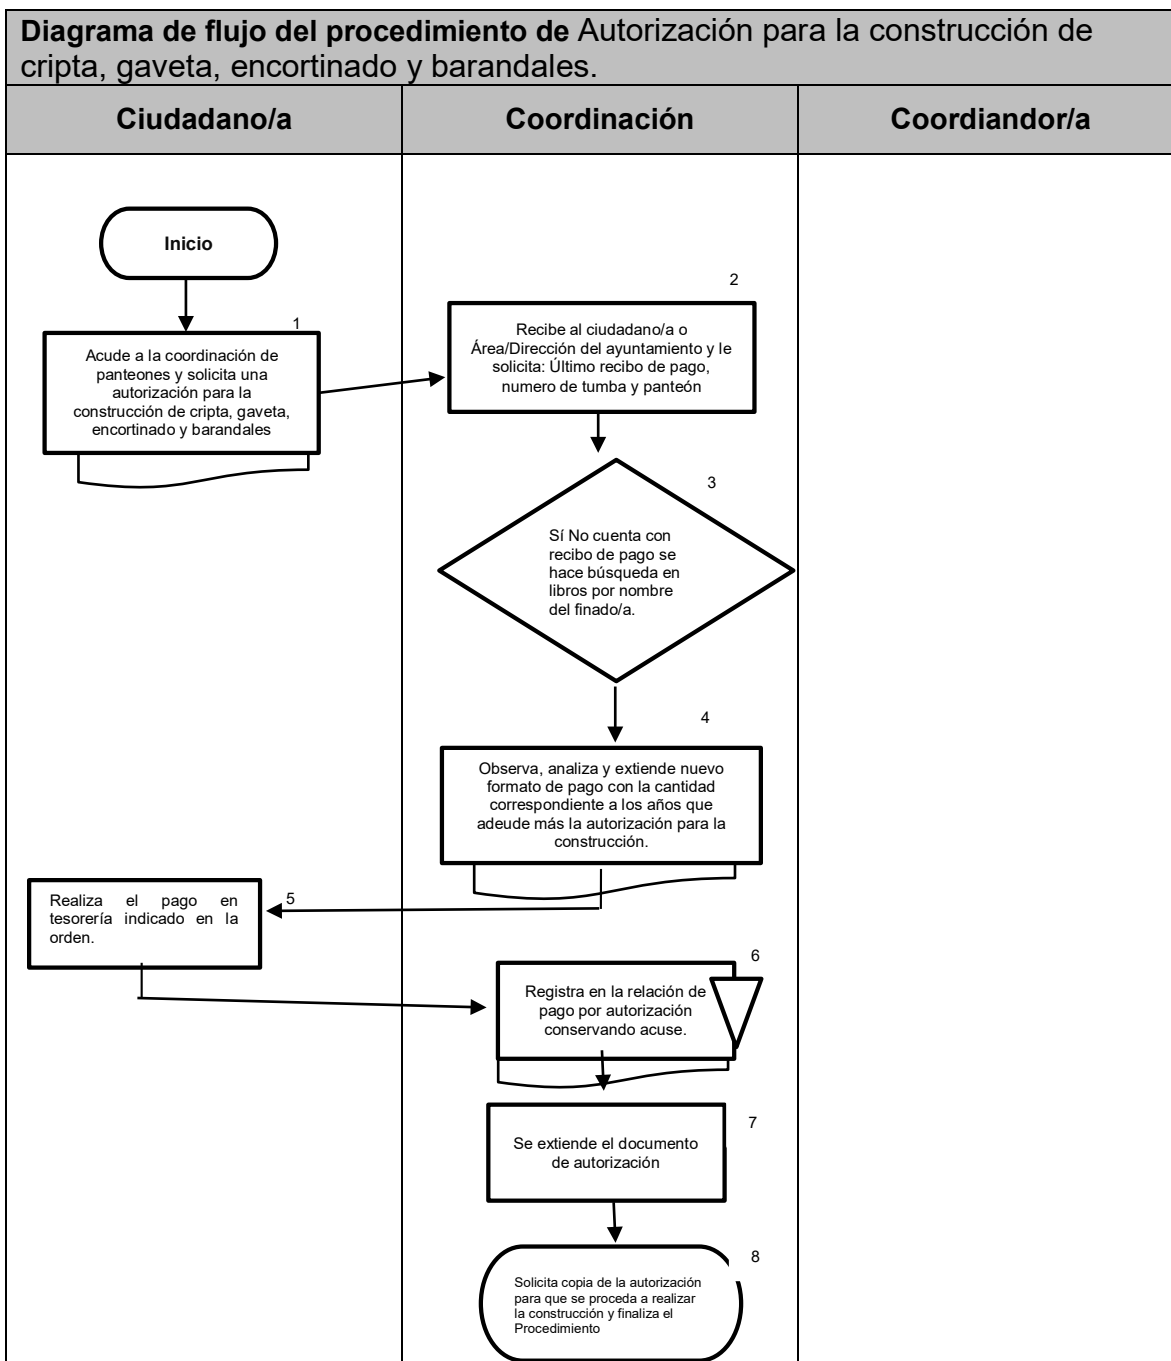 Diagrama de flujo del procedimiento de Autorización para la construcción de
cripta, gaveta, encortinado y barandales.
Ciudadano/a
Coordinación
Coordiandor/a
Inicio
1
Acude a la coordinación de
panteones y solicita una
autorización para la
construcción de cripta, gaveta,
encortinado y barandales
2
Recibe al ciudadano/a o
Área/Dirección del ayuntamiento y le
solicita: Último recibo de pago,
numero de tumba y panteón
3
Sí No cuenta con
recibo de pago se
hace búsqueda en
libros por nombre
del finado/a.
4
Observa, analiza y extiende nuevo
formato de pago con la cantidad
correspondiente a los años que
adeude más la autorización para la
construcción.
5
Realiza el pago en
tesorería indicado en la
orden.
6
Registra en la relación de
pago por autorización
conservando acuse.
7
Se extiende el documento
de autorización
8
Solicita copia de la autorización
para que se proceda a realizar
la construcción y finaliza el
Procedimiento